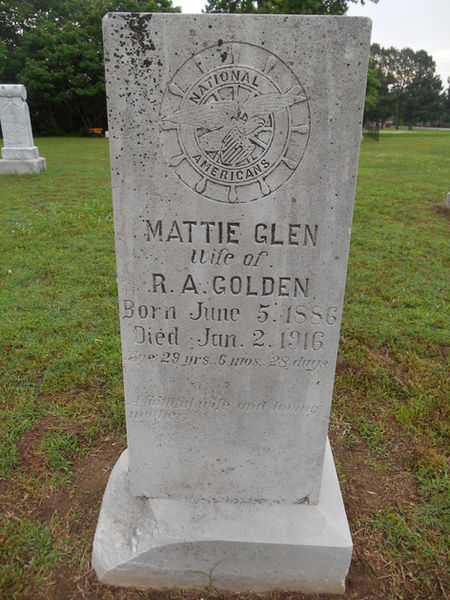 NATIONAL
AMERICANS
MATTIE GLEN
Wife of
R. A. GOLDEN
Born June 5. 1886
Died Jan. 2. 1916
Age 29 yrs. 6 mos. 28 days
A faithful wife and loving
mother.